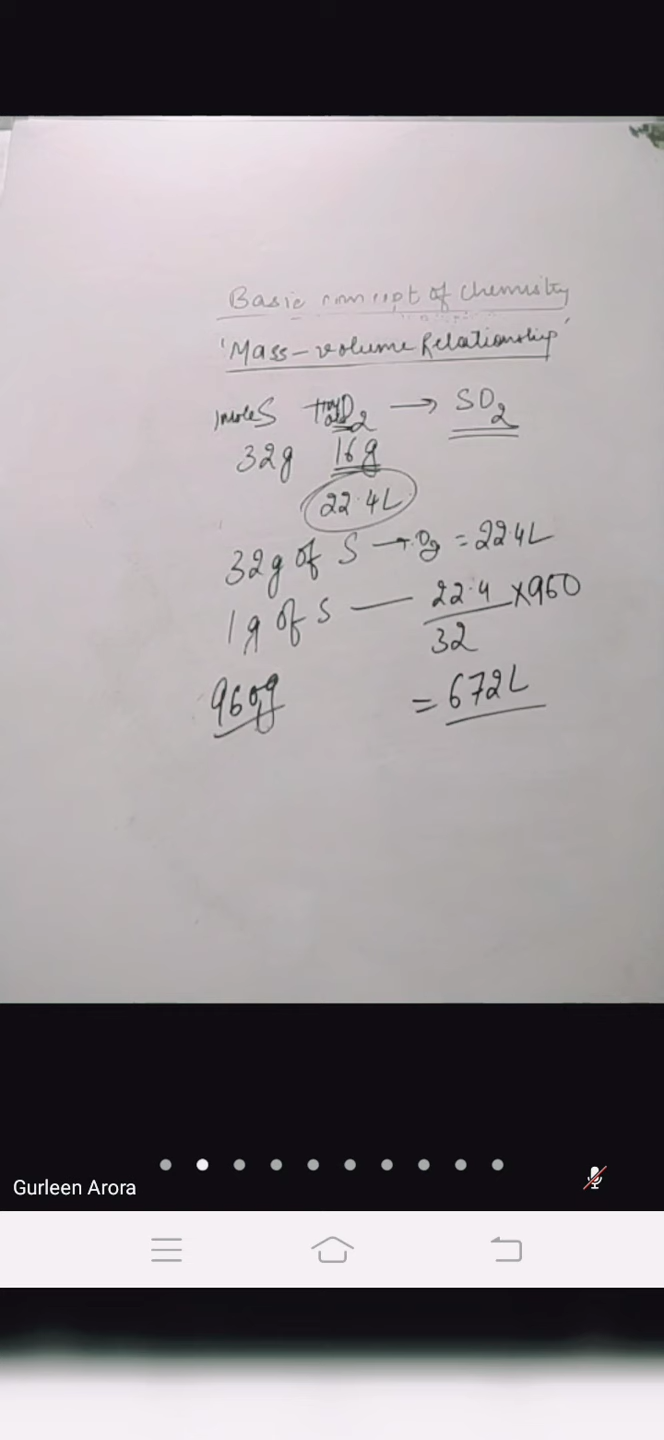 Basic concept of Chemistry
'Mass-volume Relationship'
1mole S O2 → SO2
32g 16g
22.4L
32g of S → O2 = 22.4L
1g of S — 22.4 ×960
32
960g = 672L
Gurleen Arora